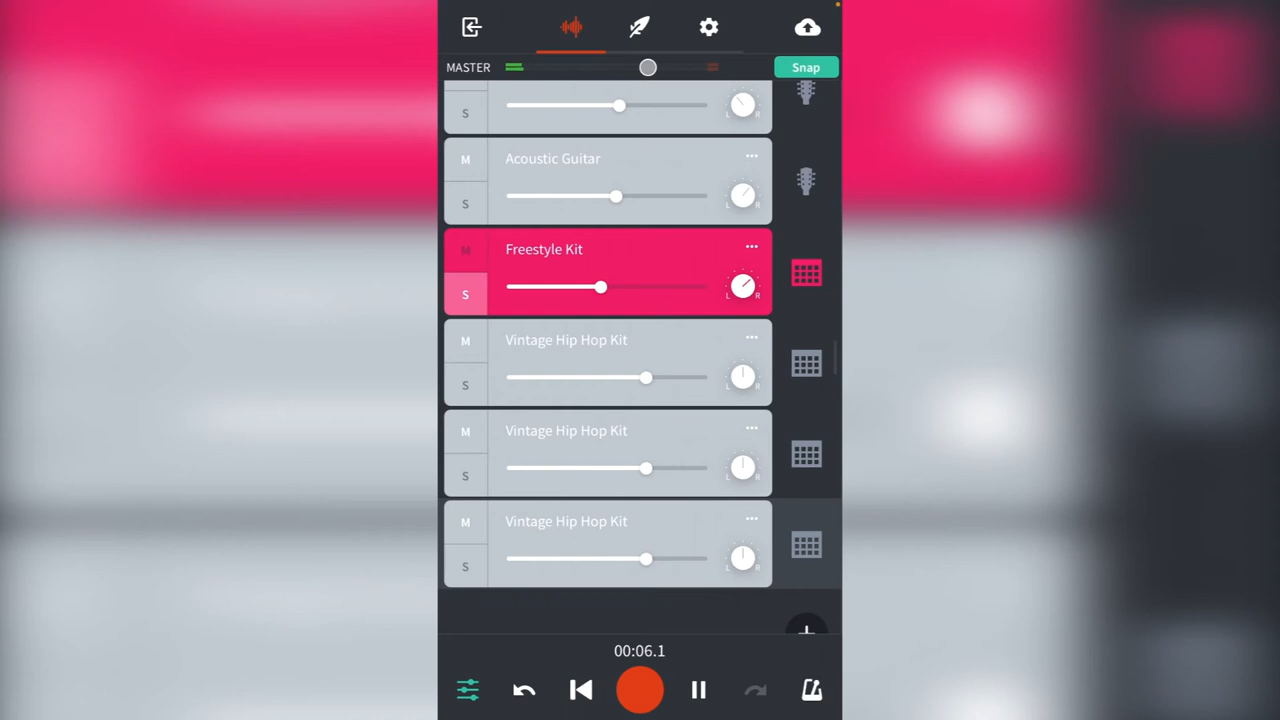 MASTER
Snap
S
L R
M
Acoustic Guitar
S
L R
M
Freestyle Kit
S
L R
M
Vintage Hip Hop Kit
S
L R
M
Vintage Hip Hop Kit
S
L R
M
Vintage Hip Hop Kit
S
L R
00:06.1